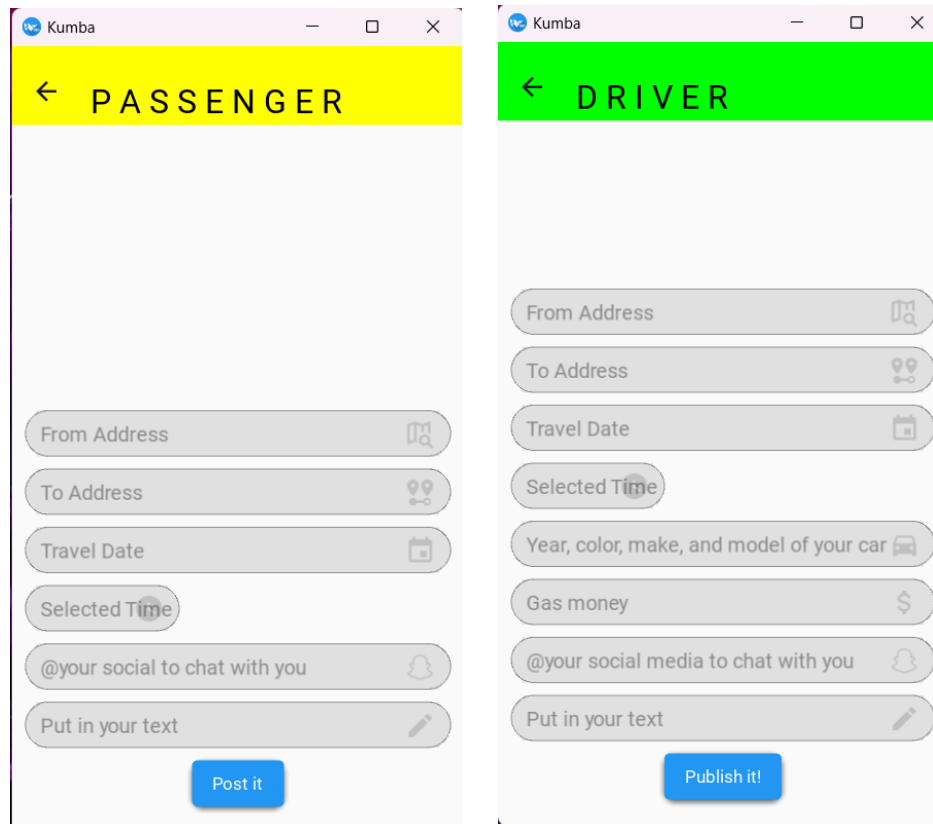 Kumba
PASSENGER
From Address
To Address
Travel Date
Selected Time
@your social to chat with you
Put in your text
Post it
Kumba
DRIVER
From Address
To Address
Travel Date
Selected Time
Year, color, make, and model of your car
Gas money
@your social media to chat with you
Put in your text
Publish it!